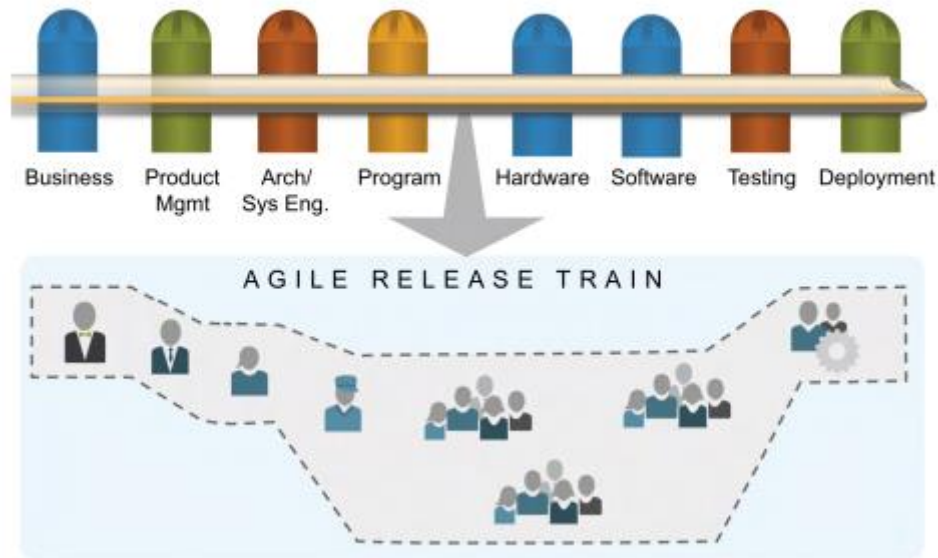 Business
Product
Mgmt
Arch/
Sys Eng.
Program
Hardware
Software
Testing
Deployment
AGILE RELEASE TRAIN